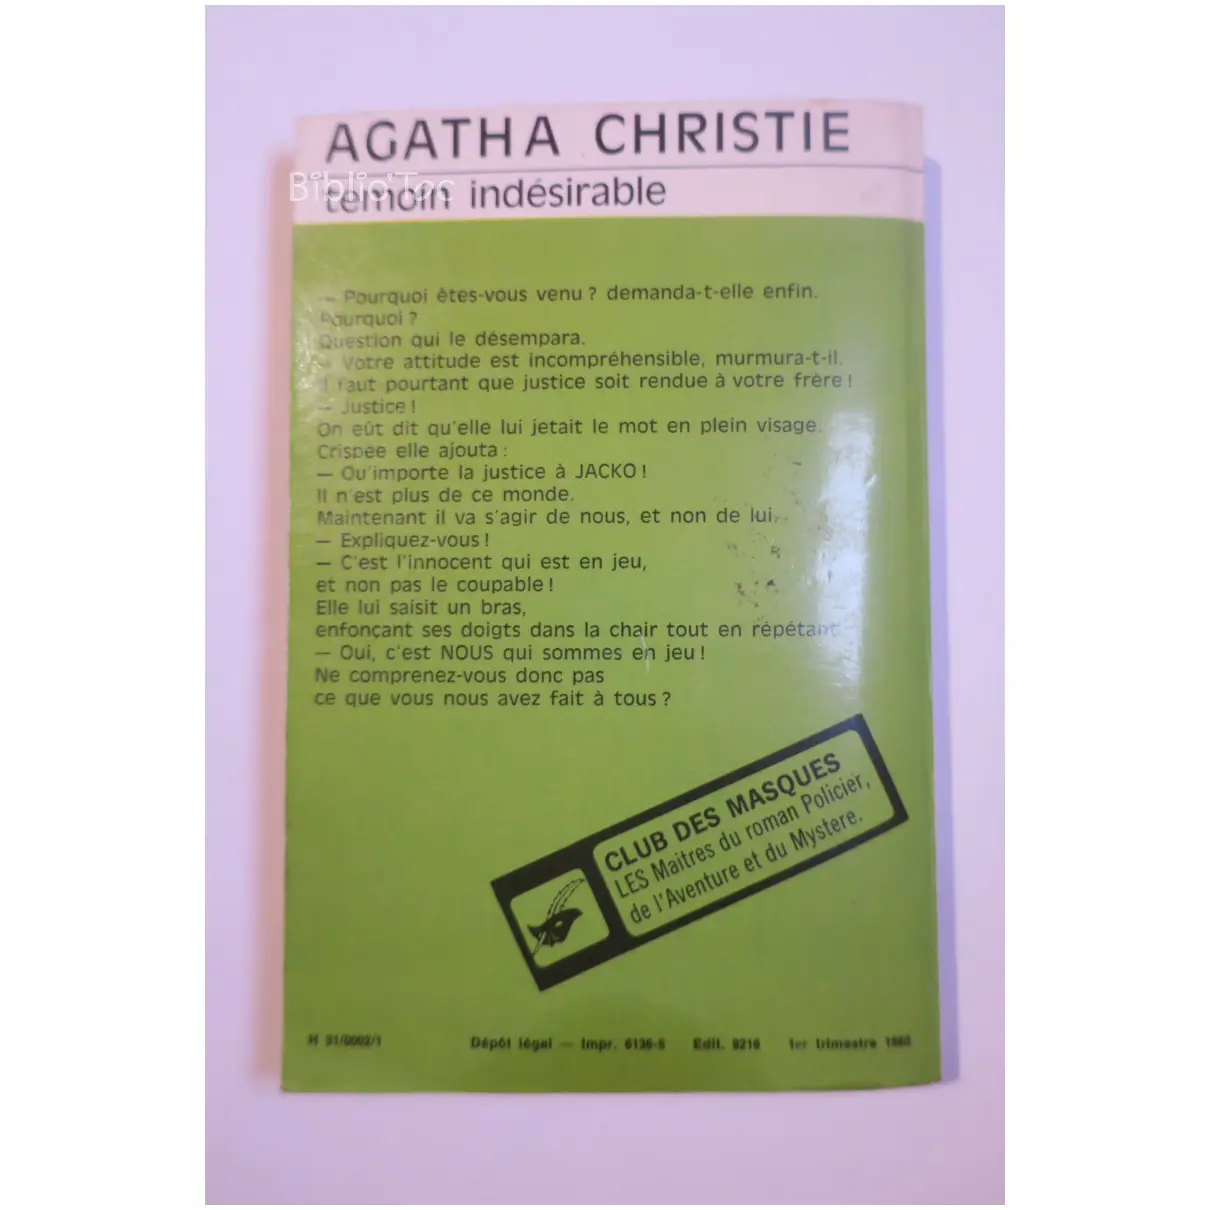 AGATHA CHRISTIE
Biblio'Toc
témoin indésirable
— Pourquoi êtes-vous venu ? demanda-t-elle enfin.
Pourquoi ?
Question qui le désempara.
— Votre attitude est incompréhensible, murmura-t-il.
Il faut pourtant que justice soit rendue à votre frère !
— Justice !
On eût dit qu'elle lui jetait le mot en plein visage.
Crispée elle ajouta :
— Qu'importe la justice à JACKO !
Il n'est plus de ce monde.
Maintenant il va s'agir de nous, et non de lui.
— Expliquez-vous !
— C'est l'innocent qui est en jeu,
et non pas le coupable !
Elle lui saisit un bras,
enfonçant ses doigts dans la chair tout en répétant
— Oui, c'est NOUS qui sommes en jeu !
Ne comprenez-vous donc pas
ce que vous nous avez fait à tous ?
CLUB DES MASQUES
LES Maitres du roman Policier,
de l'Aventure et du Mystere.
Dépôt légal — Impr. 6136-5 Edit. 9216 1er trimestre